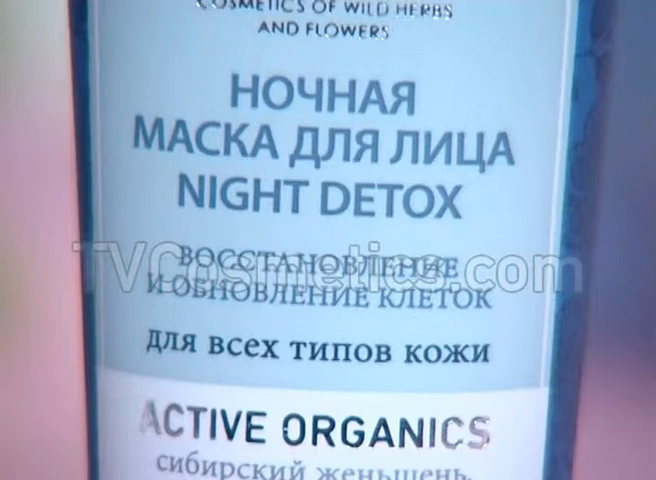 COSMETICS OF WILD HERBS
AND FLOWERS
НОЧНАЯ
МАСКА ДЛЯ ЛИЦА
NIGHT DETOX
ВОССТАНОВЛЕНИЕ
TVCosmetics.com
И ОБНОВЛЕНИЕ КЛЕТОК
для всех типов кожи
ACTIVE ORGANICS
сибирский женьшень,